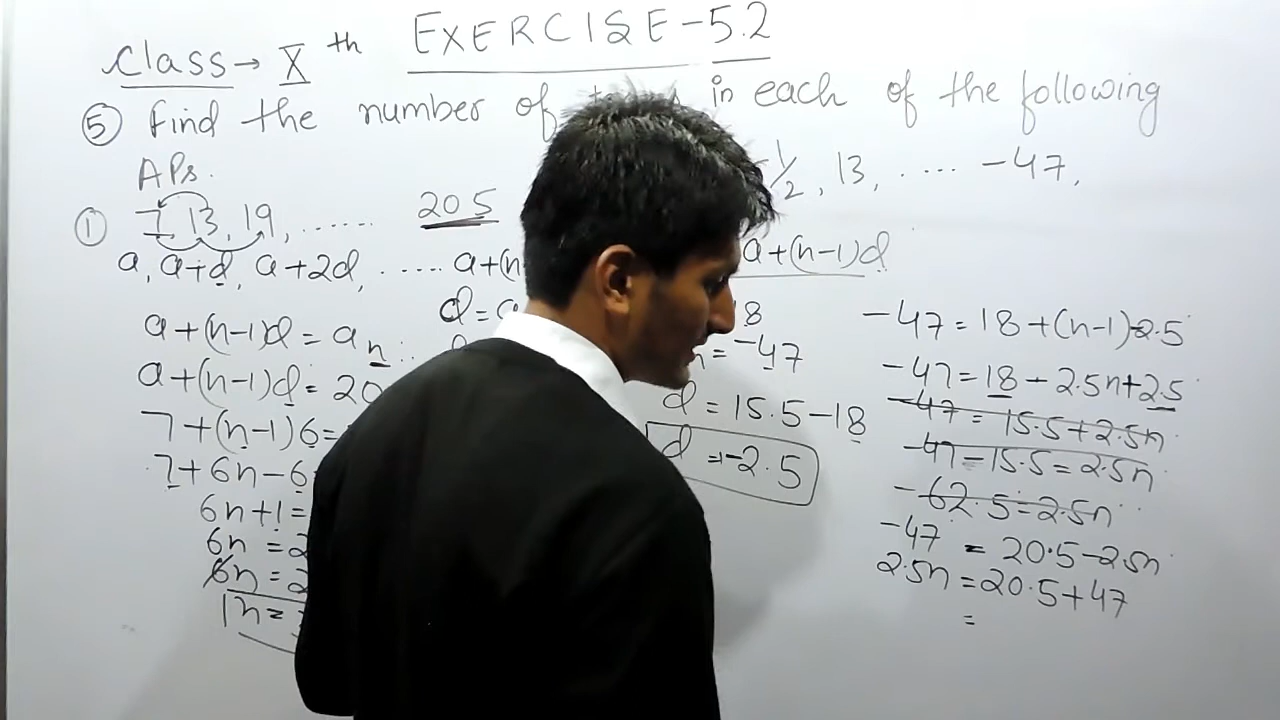 class → Xth EXERCISE-5.2
⑤ find the number of in each of the following
APs.
① 7, 13, 19, ...... 205
1/2, 13, ..... -47,
a, a+d, a+2d, ..... a+(n
a+(n-1)d
a+(n-1)d = an
a+(n-1)d = 20
7+(n-1)6=
7+6n-6
6n+1=
6n = 2
6n = 2
n =
d = a
18
n = -47
d = 15.5-18
d = -2.5
-47 = 18+(n-1)-2.5
-47 = 18 - 2.5n+2.5
-47 = 15.5+2.5n
-47-15.5 = 2.5n
-62.5 = 2.5n
-47 = 20.5-2.5n
2.5n = 20.5+47
=